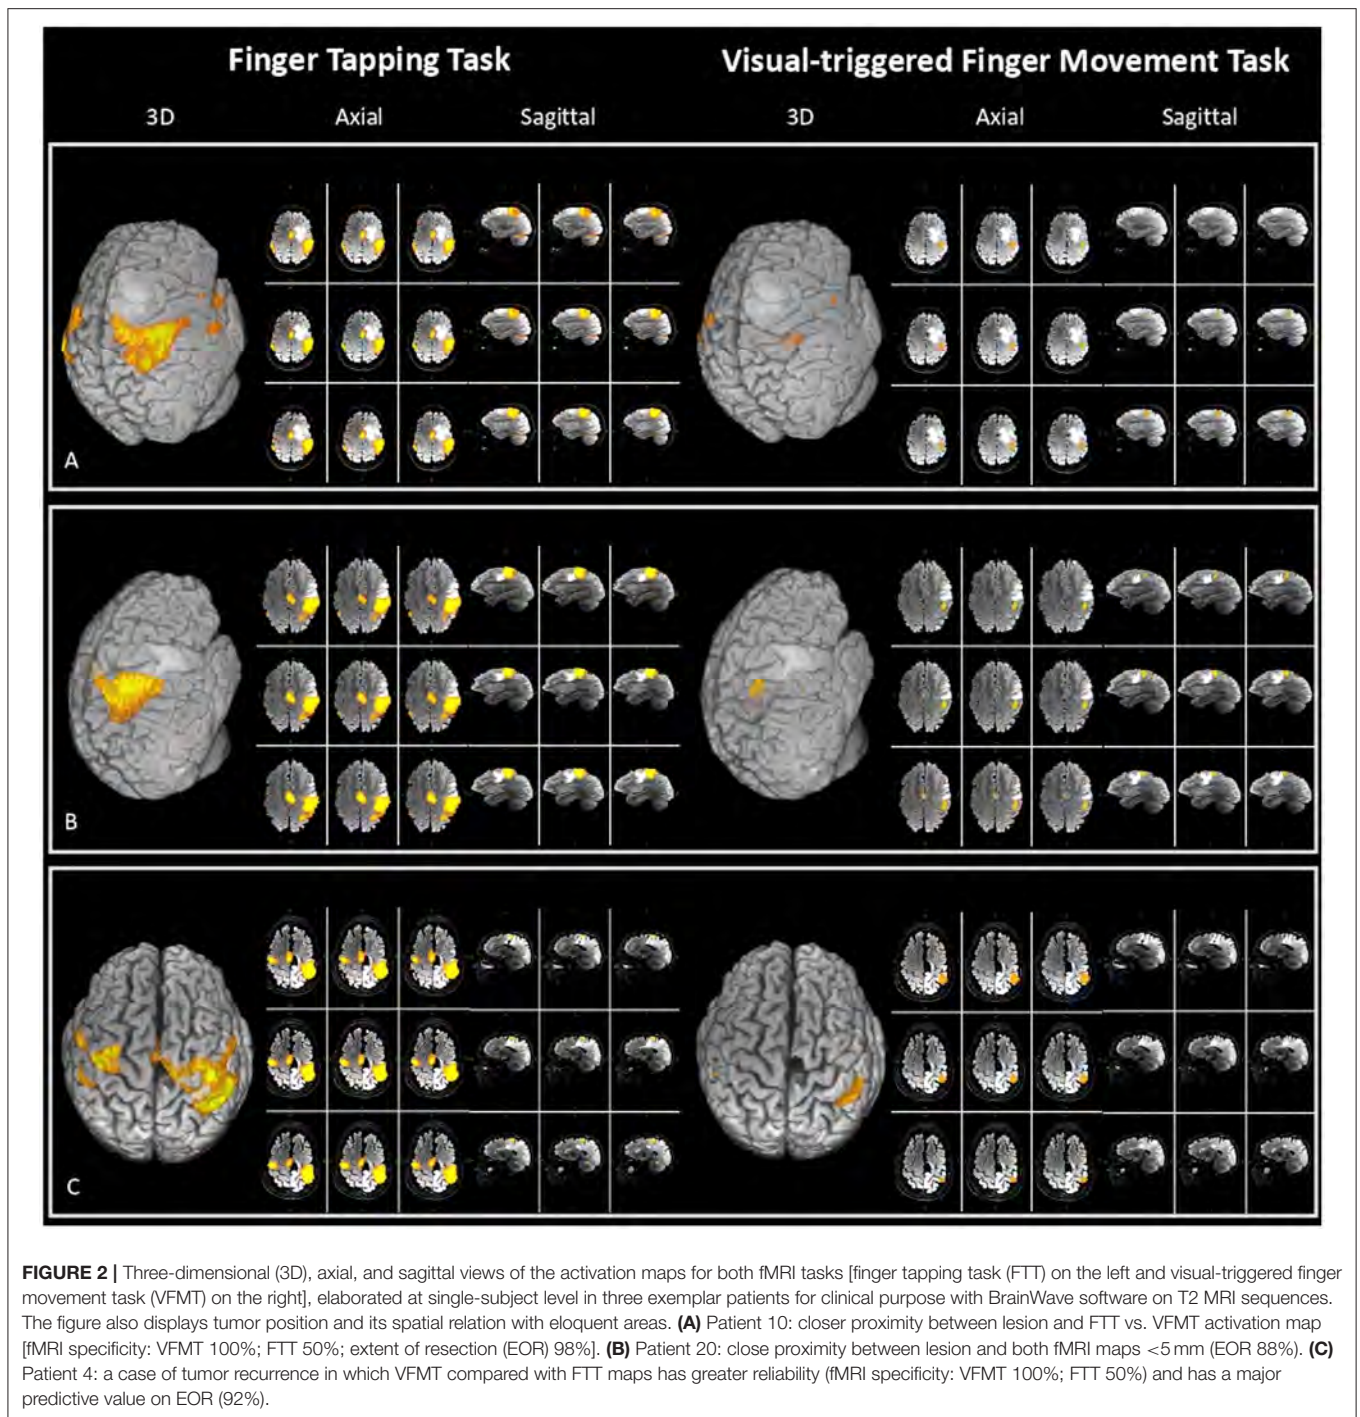 Finger Tapping Task
Visual-triggered Finger Movement Task
3D
Axial
Sagittal
3D
Axial
Sagittal
A
B
C
FIGURE 2 | Three-dimensional (3D), axial, and sagittal views of the activation maps for both fMRI tasks [finger tapping task (FTT) on the left and visual-triggered finger
movement task (VFMT) on the right], elaborated at single-subject level in three exemplar patients for clinical purpose with BrainWave software on T2 MRI sequences.
The figure also displays tumor position and its spatial relation with eloquent areas. (A) Patient 10: closer proximity between lesion and FTT vs. VFMT activation map
[fMRI specificity: VFMT 100%; FTT 50%; extent of resection (EOR) 98%]. (B) Patient 20: close proximity between lesion and both fMRI maps <5 mm (EOR 88%). (C)
Patient 4: a case of tumor recurrence in which VFMT compared with FTT maps has greater reliability (fMRI specificity: VFMT 100%; FTT 50%) and has a major
predictive value on EOR (92%).